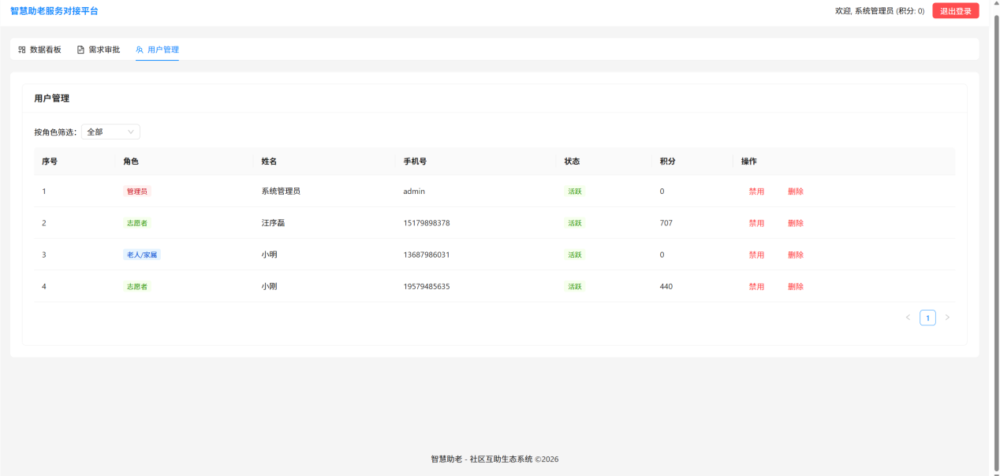 智慧助老服务对接平台 欢迎, 系统管理员 (积分: 0) 退出登录
数据看板 需求审批 用户管理
用户管理
按角色筛选: 全部
序号 角色 姓名 手机号 状态 积分 操作
1 管理员 系统管理员 admin 活跃 0 禁用 删除
2 志愿者 汪序磊 15179898378 活跃 707 禁用 删除
3 老人/家属 小明 13687986031 活跃 0 禁用 删除
4 志愿者 小刚 19579485635 活跃 440 禁用 删除
< 1 >
智慧助老 - 社区互助生态系统 ©2026